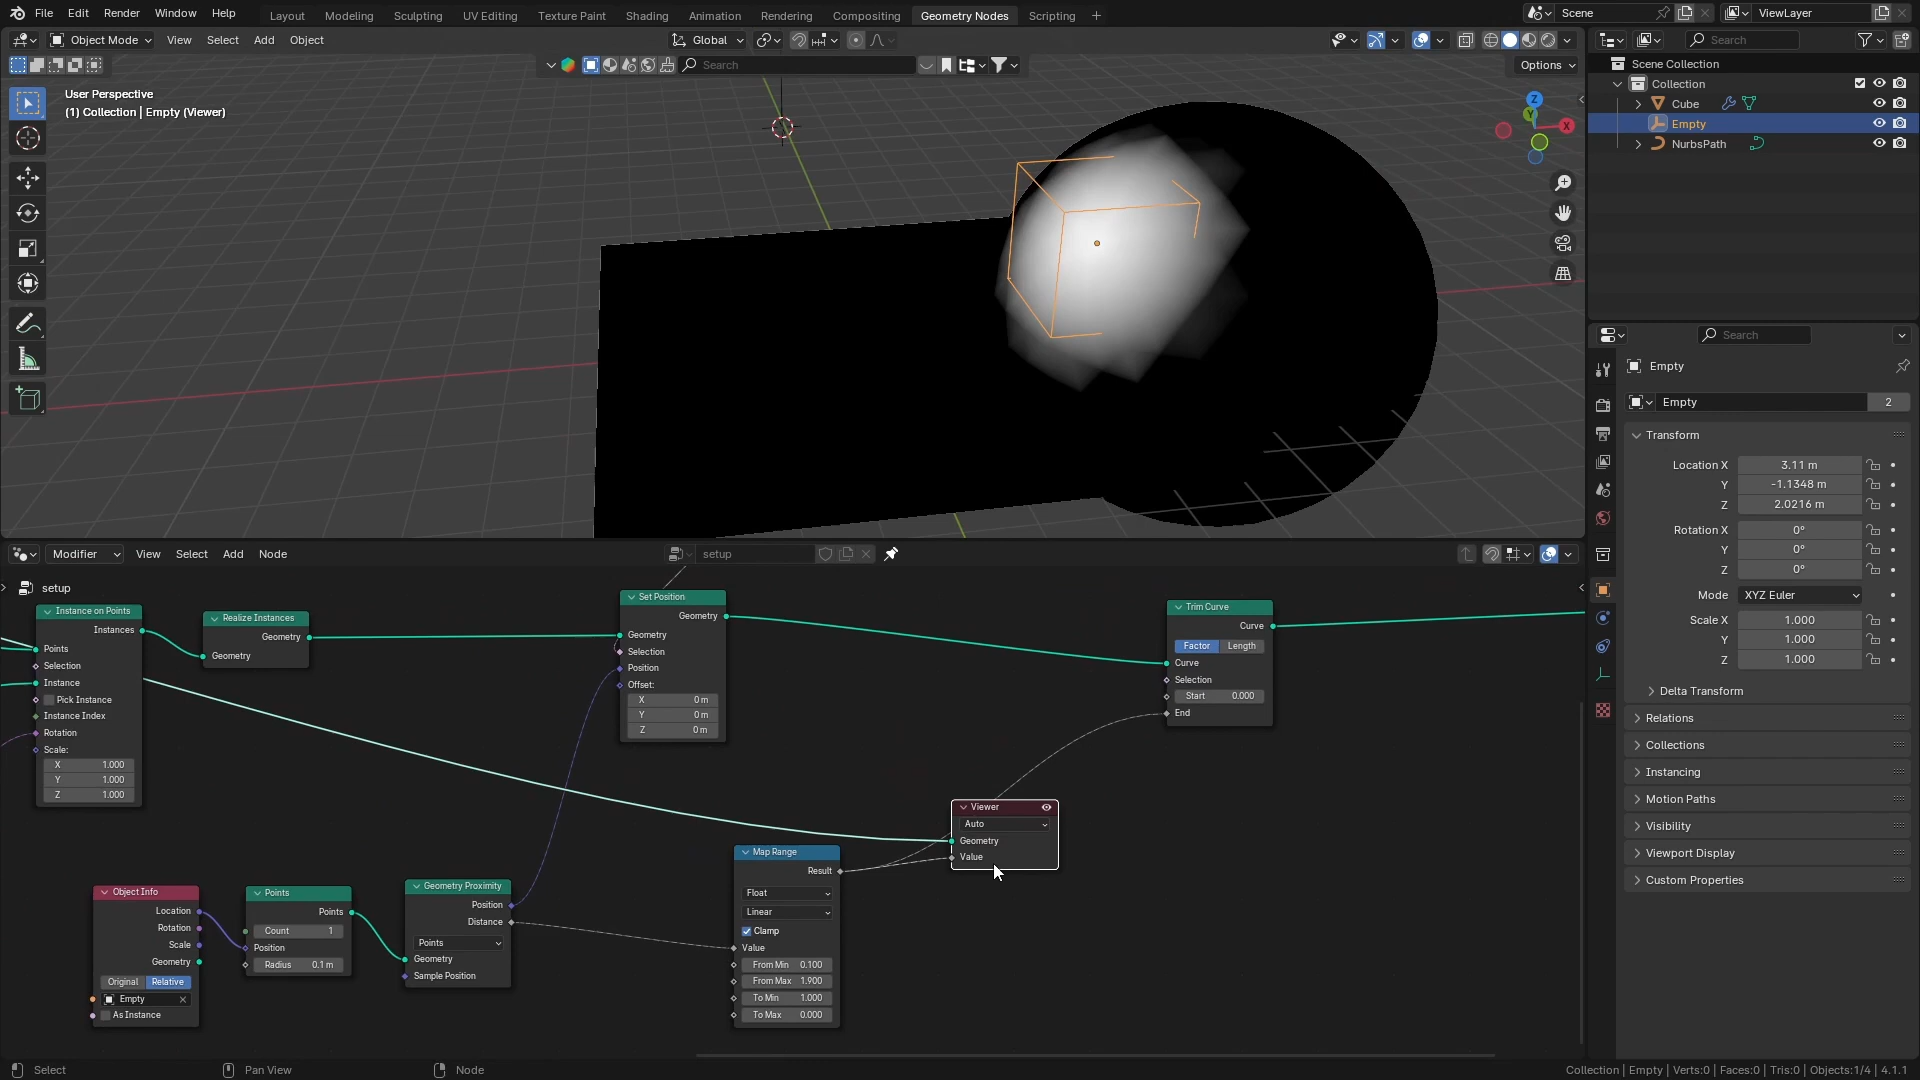 File Edit Render Window Help
Layout Modeling Sculpting UV Editing Texture Paint Shading Animation Rendering Compositing Geometry Nodes Scripting +
Scene
ViewLayer
Object Mode View Select Add Object
Global
Search
Search
Options
User Perspective
(1) Collection | Empty (Viewer)
Z
Y
X
Scene Collection
Collection
Cube
Empty
NurbsPath
Search
Empty
Empty 2
Transform
Location X 3.11 m
Y -1.1348 m
Z 2.0216 m
Rotation X 0°
Y 0°
Z 0°
Mode XYZ Euler
Scale X 1.000
Y 1.000
Z 1.000
Delta Transform
Relations
Collections
Instancing
Motion Paths
Visibility
Viewport Display
Custom Properties
Modifier View Select Add Node
setup
setup
Instance on Points
Instances
Points
Selection
Instance
Pick Instance
Instance Index
Rotation
Scale:
X 1.000
Y 1.000
Z 1.000
Realize Instances
Geometry
Geometry
Set Position
Geometry
Geometry
Selection
Position
Offset:
X 0 m
Y 0 m
Z 0 m
Trim Curve
Curve
Factor Length
Curve
Selection
Start 0.000
End
Viewer
Auto
Geometry
Value
Object Info
Location
Rotation
Scale
Geometry
Original Relative
Empty
As Instance
Points
Points
Count 1
Position
Radius 0.1 m
Geometry Proximity
Position
Distance
Points
Geometry
Sample Position
Map Range
Result
Float
Linear
Clamp
Value
From Min 0.100
From Max 1.900
To Min 1.000
To Max 0.000
Select Pan View Node
Collection | Empty | Verts:0 | Faces:0 | Tris:0 | Objects:1/4 | 4.1.1